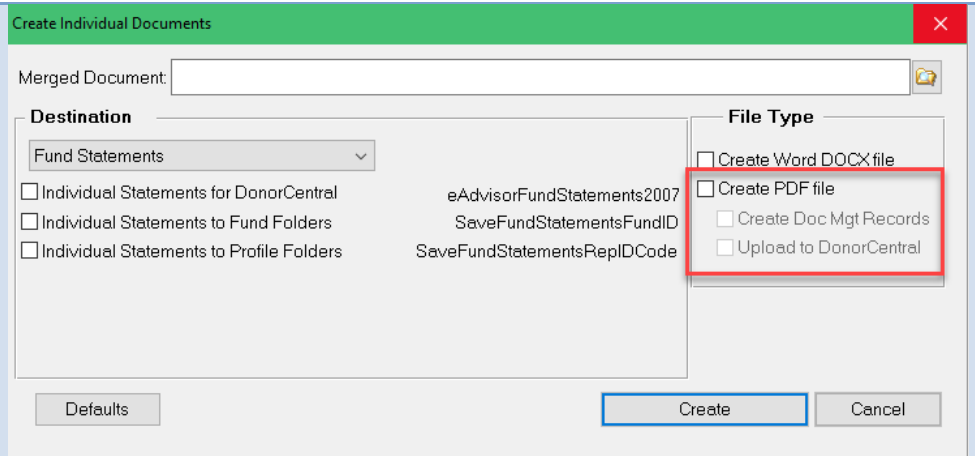 Create Individual Documents
Merged Document:
Destination
Fund Statements
Individual Statements for DonorCentral eAdvisorFundStatements2007
Individual Statements to Fund Folders SaveFundStatementsFundID
Individual Statements to Profile Folders SaveFundStatementsRepIDCode
File Type
Create Word DOCX file
Create PDF file
Create Doc Mgt Records
Upload to DonorCentral
Defaults
Create
Cancel